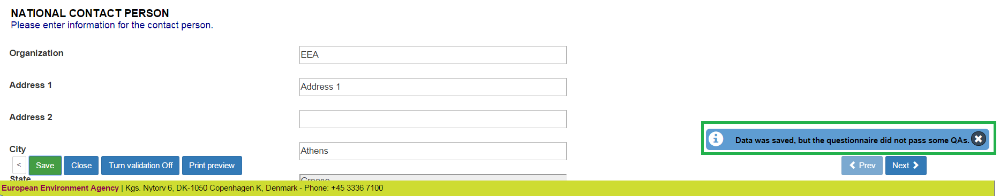 NATIONAL CONTACT PERSON
Please enter information for the contact person.
Organization
EEA
Address 1
Address 1
Address 2
City
Athens
Data was saved, but the questionnaire did not pass some QAs.
< Save Close Turn validation Off Print preview Prev Next
State
Greece
European Environment Agency | Kgs. Nytorv 6, DK-1050 Copenhagen K, Denmark - Phone: +45 3336 7100